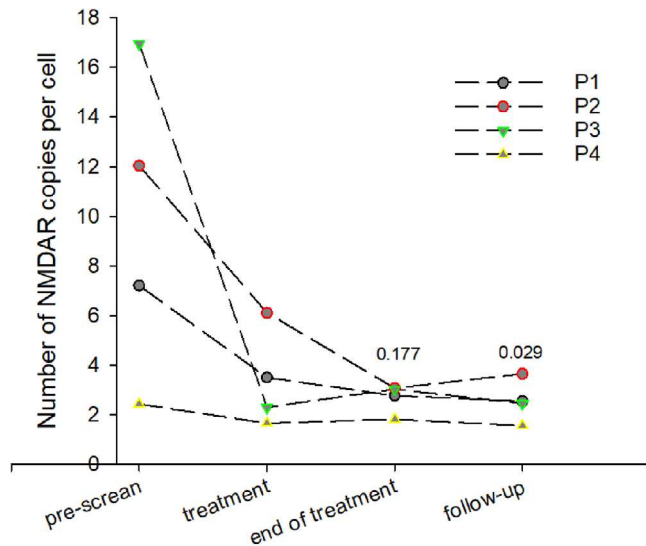 Number of NMDAR copies per cell
18
16
14
12
10
8
6
4
2
0
P1
P2
P3
P4
0.177
0.029
pre-screan
treatment
end of treatment
follow-up